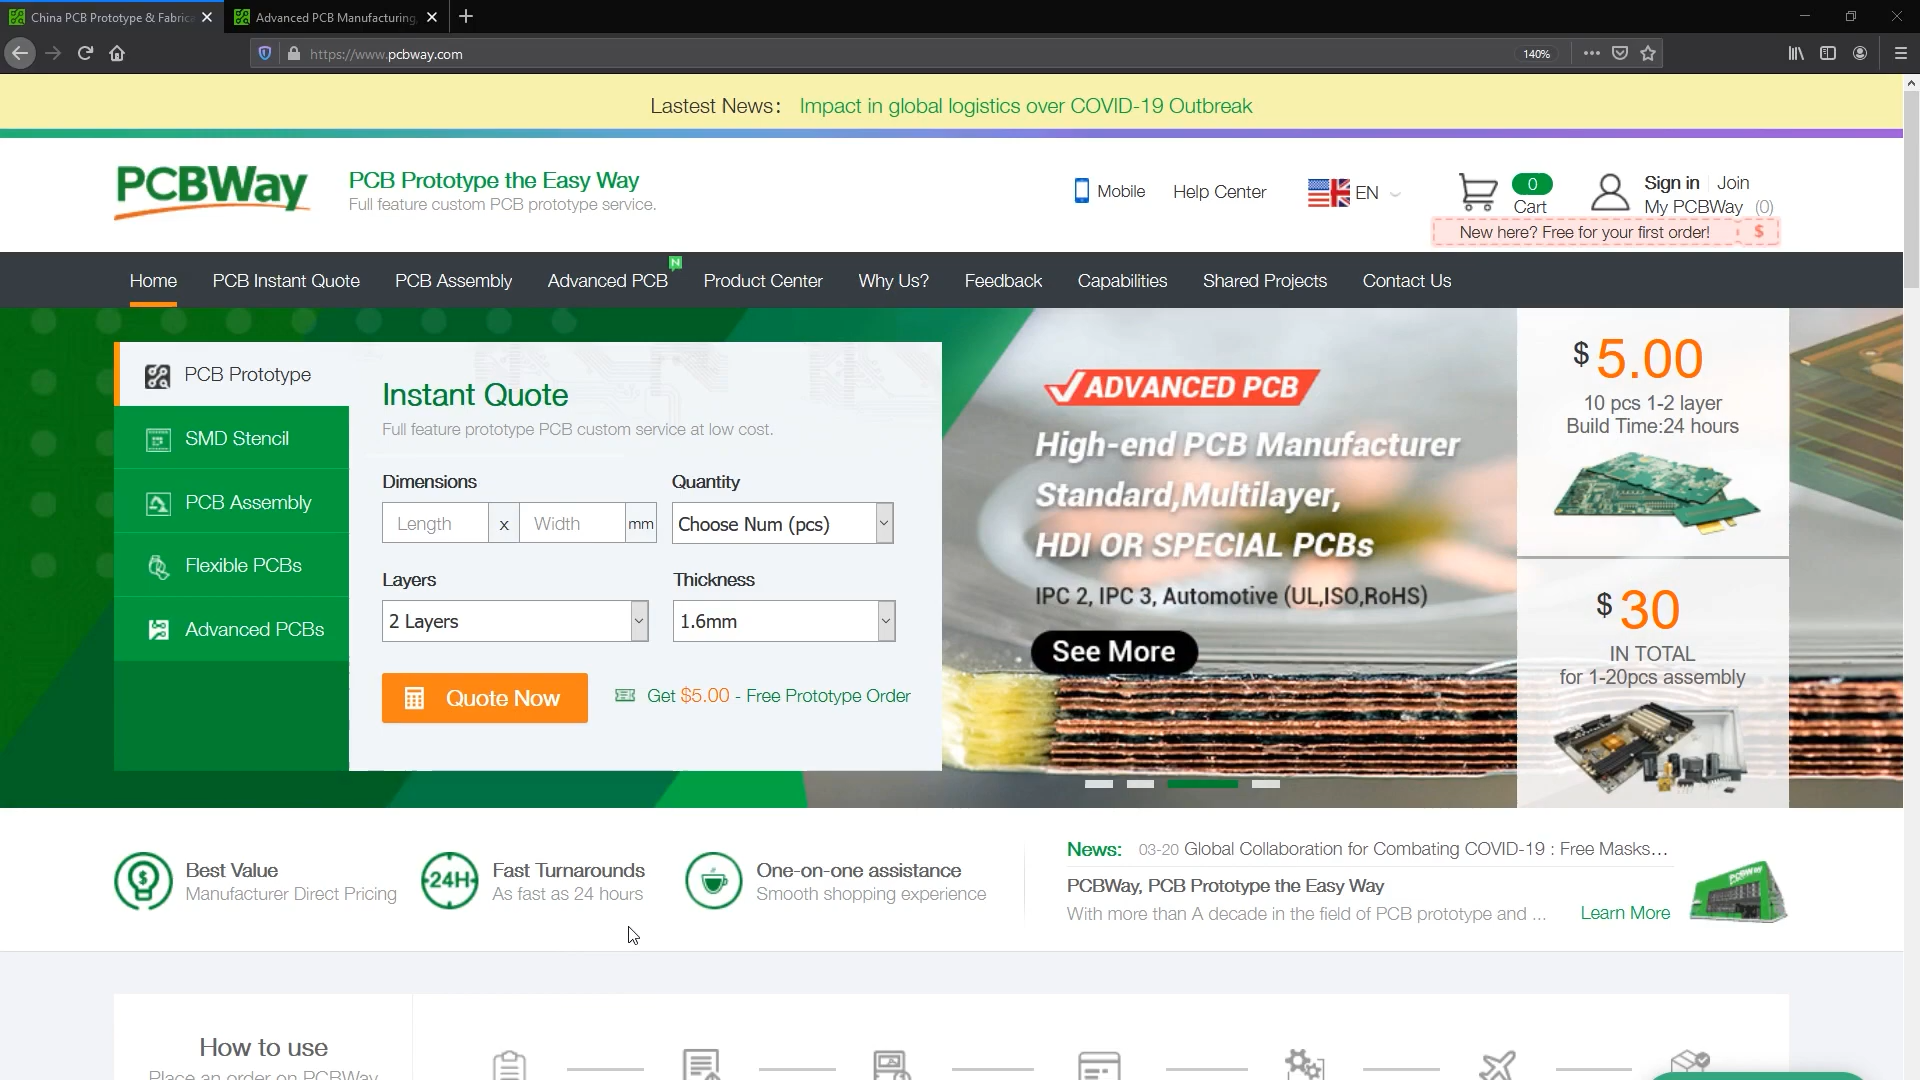 China PCB Prototype & Fabrica
Advanced PCB Manufacturing,
https://www.pcbway.com
140%
Lastest News: Impact in global logistics over COVID-19 Outbreak
PCBWay
PCB Prototype the Easy Way
Full feature custom PCB prototype service.
Mobile
Help Center
EN
0
Cart
Sign in
Join
My PCBWay (0)
New here? Free for your first order!
$
N
Home
PCB Instant Quote
PCB Assembly
Advanced PCB
Product Center
Why Us?
Feedback
Capabilities
Shared Projects
Contact Us
PCB Prototype
SMD Stencil
PCB Assembly
Flexible PCBs
Advanced PCBs
Instant Quote
Full feature prototype PCB custom service at low cost.
Dimensions
Quantity
Length x Width mm
Choose Num (pcs)
Layers
Thickness
2 Layers
1.6mm
Quote Now
Get $5.00 - Free Prototype Order
ADVANCED PCB
High-end PCB Manufacturer
Standard,Multilayer,
HDI OR SPECIAL PCBs
IPC 2, IPC 3, Automotive (UL,ISO,RoHS)
See More
$ 5.00
10 pcs 1-2 layer
Build Time:24 hours
$ 30
IN TOTAL
for 1-20pcs assembly
Best Value
Manufacturer Direct Pricing
24H
Fast Turnarounds
As fast as 24 hours
One-on-one assistance
Smooth shopping experience
News: 03-20 Global Collaboration for Combating COVID-19 : Free Masks...
PCBWay, PCB Prototype the Easy Way
With more than A decade in the field of PCB prototype and ...
Learn More
PCBWay
How to use
Place an order on PCBWay